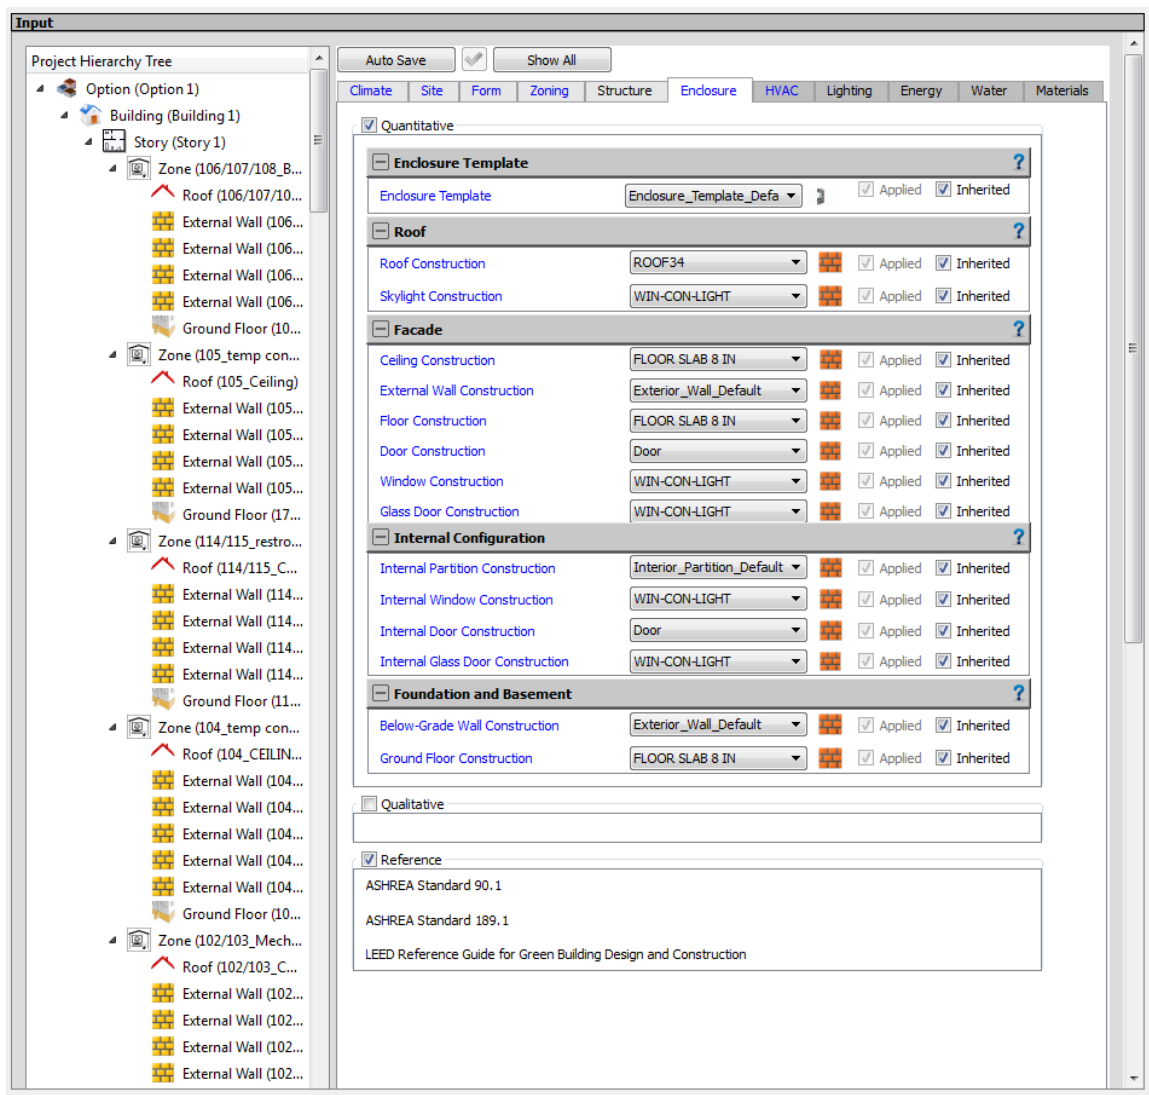 Input
Project Hierarchy Tree
Option (Option 1)
Building (Building 1)
Story (Story 1)
Zone (106/107/108_B...
Roof (106/107/10...
External Wall (106...
External Wall (106...
External Wall (106...
External Wall (106...
Ground Floor (10...
Zone (105_temp con...
Roof (105_Ceiling)
External Wall (105...
External Wall (105...
External Wall (105...
External Wall (105...
Ground Floor (17...
Zone (114/115_restro...
Roof (114/115_C...
External Wall (114...
External Wall (114...
External Wall (114...
External Wall (114...
Ground Floor (11...
Zone (104_temp con...
Roof (104_CEILIN...
External Wall (104...
External Wall (104...
External Wall (104...
External Wall (104...
External Wall (104...
Ground Floor (10...
Zone (102/103_Mech...
Roof (102/103_C...
External Wall (102...
External Wall (102...
External Wall (102...
External Wall (102...
Auto Save Show All
Climate Site Form Zoning Structure Enclosure HVAC Lighting Energy Water Materials
Quantitative
Enclosure Template ?
Enclosure Template Enclosure_Template_Defa Applied Inherited
Roof ?
Roof Construction ROOF34 Applied Inherited
Skylight Construction WIN-CON-LIGHT Applied Inherited
Facade ?
Ceiling Construction FLOOR SLAB 8 IN Applied Inherited
External Wall Construction Exterior_Wall_Default Applied Inherited
Floor Construction FLOOR SLAB 8 IN Applied Inherited
Door Construction Door Applied Inherited
Window Construction WIN-CON-LIGHT Applied Inherited
Glass Door Construction WIN-CON-LIGHT Applied Inherited
Internal Configuration ?
Internal Partition Construction Interior_Partition_Default Applied Inherited
Internal Window Construction WIN-CON-LIGHT Applied Inherited
Internal Door Construction Door Applied Inherited
Internal Glass Door Construction WIN-CON-LIGHT Applied Inherited
Foundation and Basement ?
Below-Grade Wall Construction Exterior_Wall_Default Applied Inherited
Ground Floor Construction FLOOR SLAB 8 IN Applied Inherited
Qualitative
Reference
ASHREA Standard 90.1
ASHREA Standard 189.1
LEED Reference Guide for Green Building Design and Construction